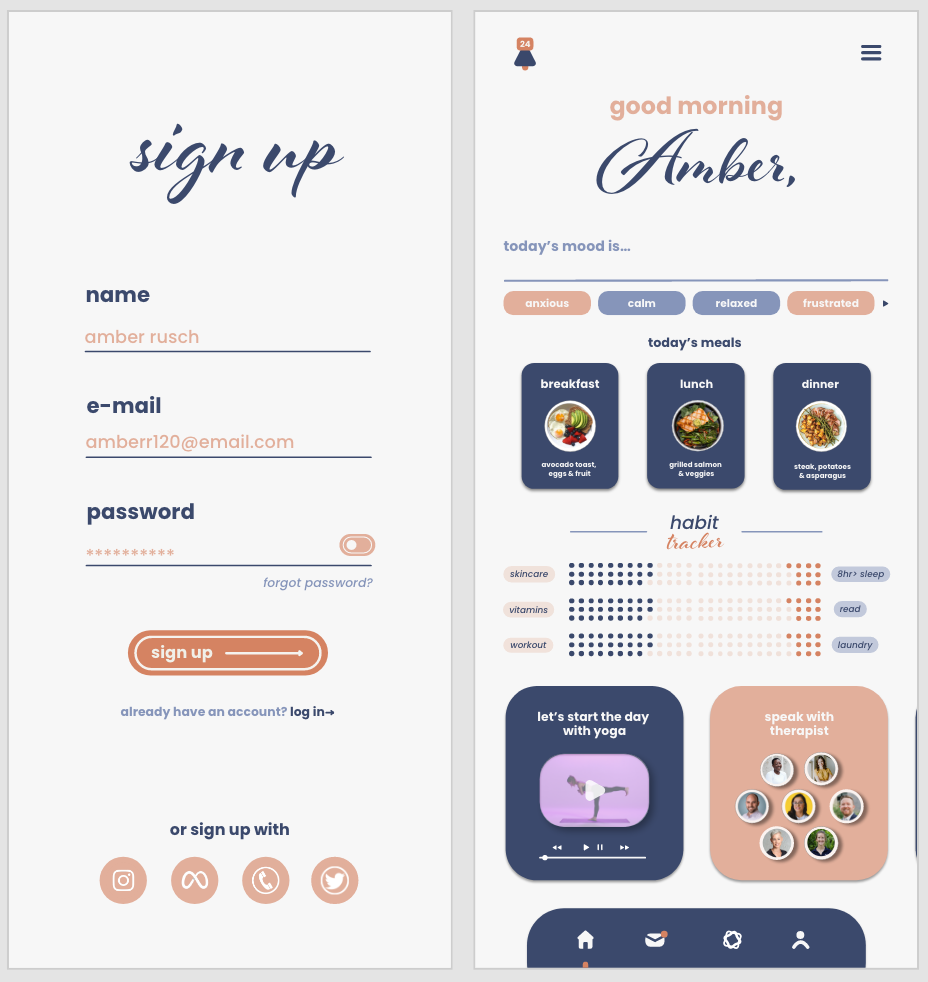 sign up
name
amber rusch
e-mail
amberr120@email.com
password
**********
forgot password?
sign up
already have an account? log in→
or sign up with
24
good morning
Amber,
today's mood is...
anxious
calm
relaxed
frustrated
today's meals
breakfast
avocado toast,
eggs & fruit
lunch
grilled salmon
& veggies
dinner
steak, potatoes
& asparagus
habit
tracker
skincare
8hr> sleep
vitamins
read
workout
laundry
let's start the day
with yoga
speak with
therapist